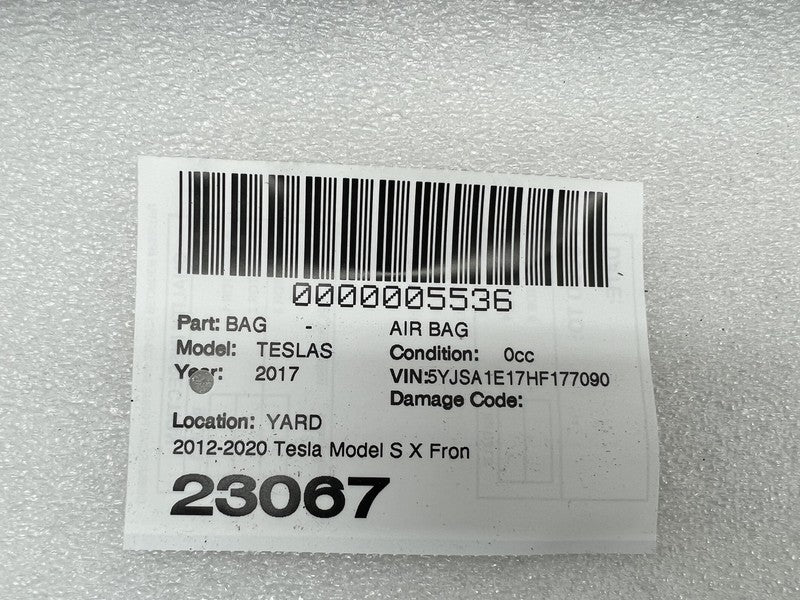 0000005536
Part: BAG - AIR BAG
Model: TESLAS Condition: 0cc
Year: 2017 VIN:5YJSA1E17HF177090
Damage Code:
Location: YARD
2012-2020 Tesla Model S X Fron
23067